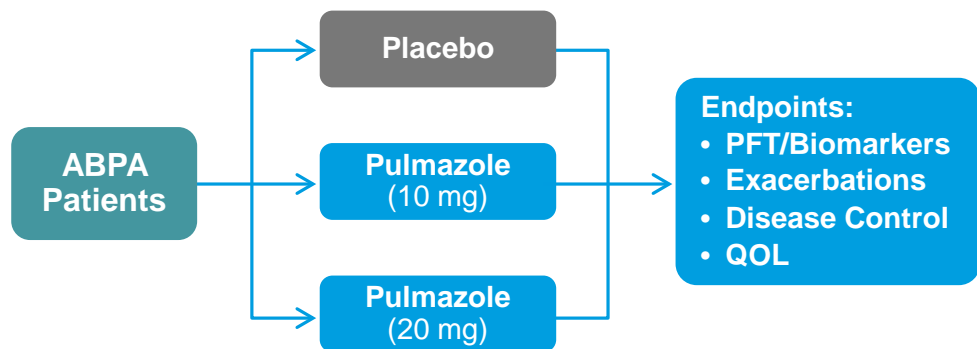 ABPA
Patients
Placebo
Pulmazole
(10 mg)
Pulmazole
(20 mg)
Endpoints:
• PFT/Biomarkers
• Exacerbations
• Disease Control
• QOL